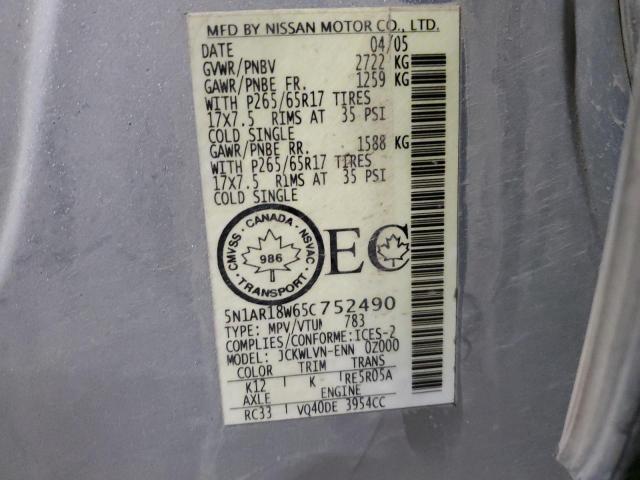 MFD BY NISSAN MOTOR CO., LTD.
DATE 04/05
GVWR/PNBV 2722 KG
GAWR/PNBE FR. 1259 KG
WITH P265/65R17 TIRES
17X7.5 RIMS AT 35 PSI
COLD SINGLE
GAWR/PNBE RR. 1588 KG
WITH P265/65R17 TIRES
17X7.5 RIMS AT 35 PSI
COLD SINGLE
CMVSS · CANADA · NSVAC
986
TRANSPORT
EC
5N1AR18W65C752490
TYPE: MPV/VTUM 783
COMPLIES/CONFORME:ICES-2
MODEL: JCKWLVN-ENN 0Z000
COLOR TRIM TRANS
K12 K RE5R05A
AXLE ENGINE
RC33 VQ40DE 3954CC